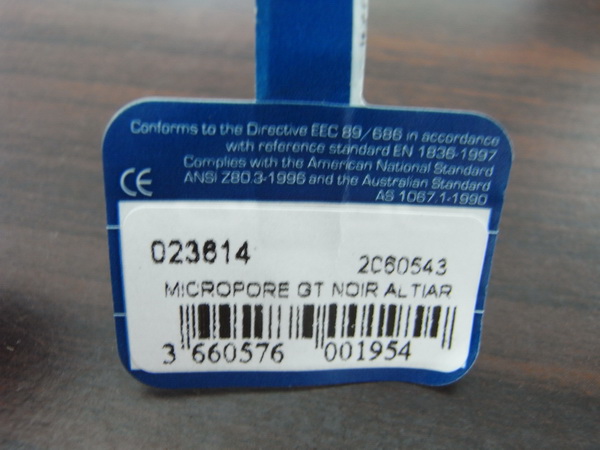 Conforms to the Directive EEC 89/686 in accordance
with reference standard EN 1836-1997
Complies with the American National Standard
ANSI Z80.3-1996 and the Australian Standard
AS 1067.1-1990
CE
023614
2060543
MICROPORE GT NOIR ALTIAR
3 660576 001954